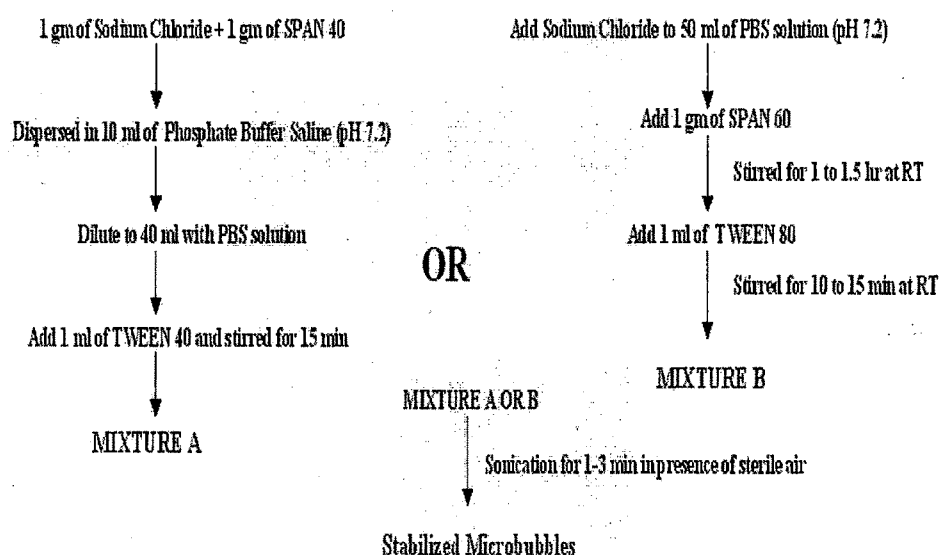 1 gm of Sodium Chloride + 1 gm of SPAN 40
Dispersed in 10 ml of Phosphate Buffer Saline (pH 7.2)
Dilute to 40 ml with PBS solution
Add 1 ml of TWEEN 40 and stirred for 15 min
MIXTURE A
OR
Add Sodium Chloride to 50 ml of PBS solution (pH 7.2)
Add 1 gm of SPAN 60
Stirred for 1 to 1.5 hr at RT
Add 1 ml of TWEEN 80
Stirred for 10 to 15 min at RT
MIXTURE B
MIXTURE A OR B
Sonication for 1-3 min in presence of sterile air
Stabilized Microbubbles